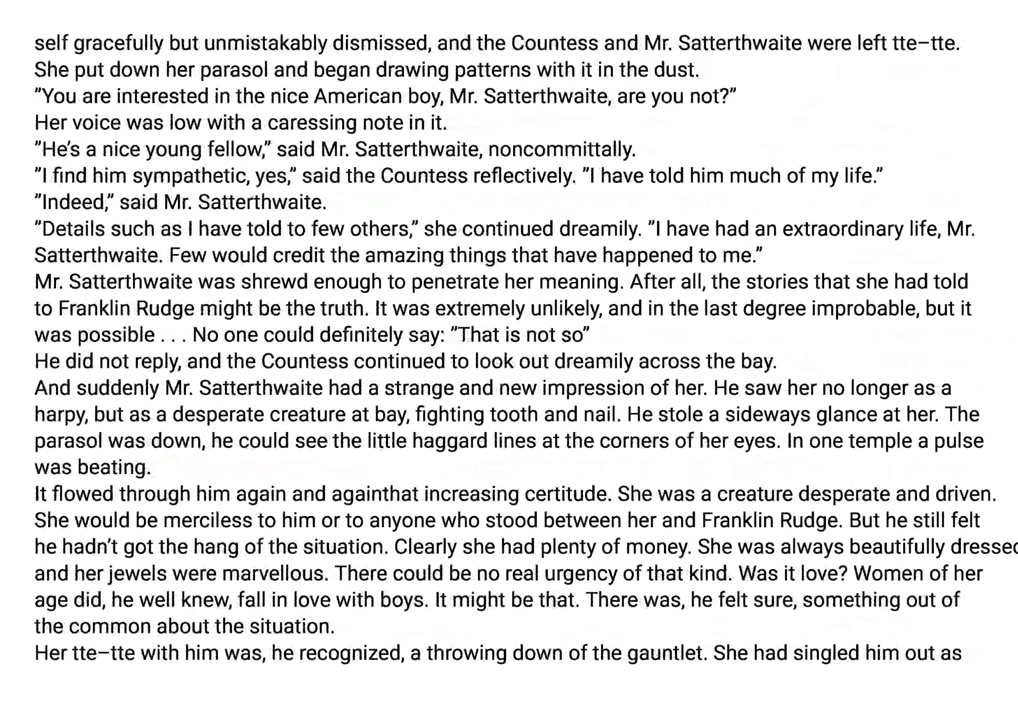 self gracefully but unmistakably dismissed, and the Countess and Mr. Satterthwaite were left tte–tte.
She put down her parasol and began drawing patterns with it in the dust.
"You are interested in the nice American boy, Mr. Satterthwaite, are you not?"
Her voice was low with a caressing note in it.
"He's a nice young fellow," said Mr. Satterthwaite, noncommittally.
"I find him sympathetic, yes," said the Countess reflectively. "I have told him much of my life."
"Indeed," said Mr. Satterthwaite.
"Details such as I have told to few others," she continued dreamily. "I have had an extraordinary life, Mr.
Satterthwaite. Few would credit the amazing things that have happened to me."
Mr. Satterthwaite was shrewd enough to penetrate her meaning. After all, the stories that she had told
to Franklin Rudge might be the truth. It was extremely unlikely, and in the last degree improbable, but it
was possible . . . No one could definitely say: "That is not so"
He did not reply, and the Countess continued to look out dreamily across the bay.
And suddenly Mr. Satterthwaite had a strange and new impression of her. He saw her no longer as a
harpy, but as a desperate creature at bay, fighting tooth and nail. He stole a sideways glance at her. The
parasol was down, he could see the little haggard lines at the corners of her eyes. In one temple a pulse
was beating.
It flowed through him again and againthat increasing certitude. She was a creature desperate and driven.
She would be merciless to him or to anyone who stood between her and Franklin Rudge. But he still felt
he hadn't got the hang of the situation. Clearly she had plenty of money. She was always beautifully dressed
and her jewels were marvellous. There could be no real urgency of that kind. Was it love? Women of her
age did, he well knew, fall in love with boys. It might be that. There was, he felt sure, something out of
the common about the situation.
Her tte–tte with him was, he recognized, a throwing down of the gauntlet. She had singled him out as